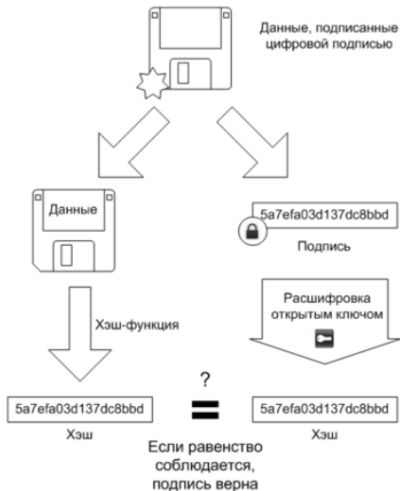 Данные, подписанные
цифровой подписью
Данные
5a7efa03d137dc8bbd
Подпись
Хэш-функция
Расшифровка
открытым ключом
?
5a7efa03d137dc8bbd
=
5a7efa03d137dc8bbd
Хэш
Хэш
Если равенство
соблюдается,
подпись верна